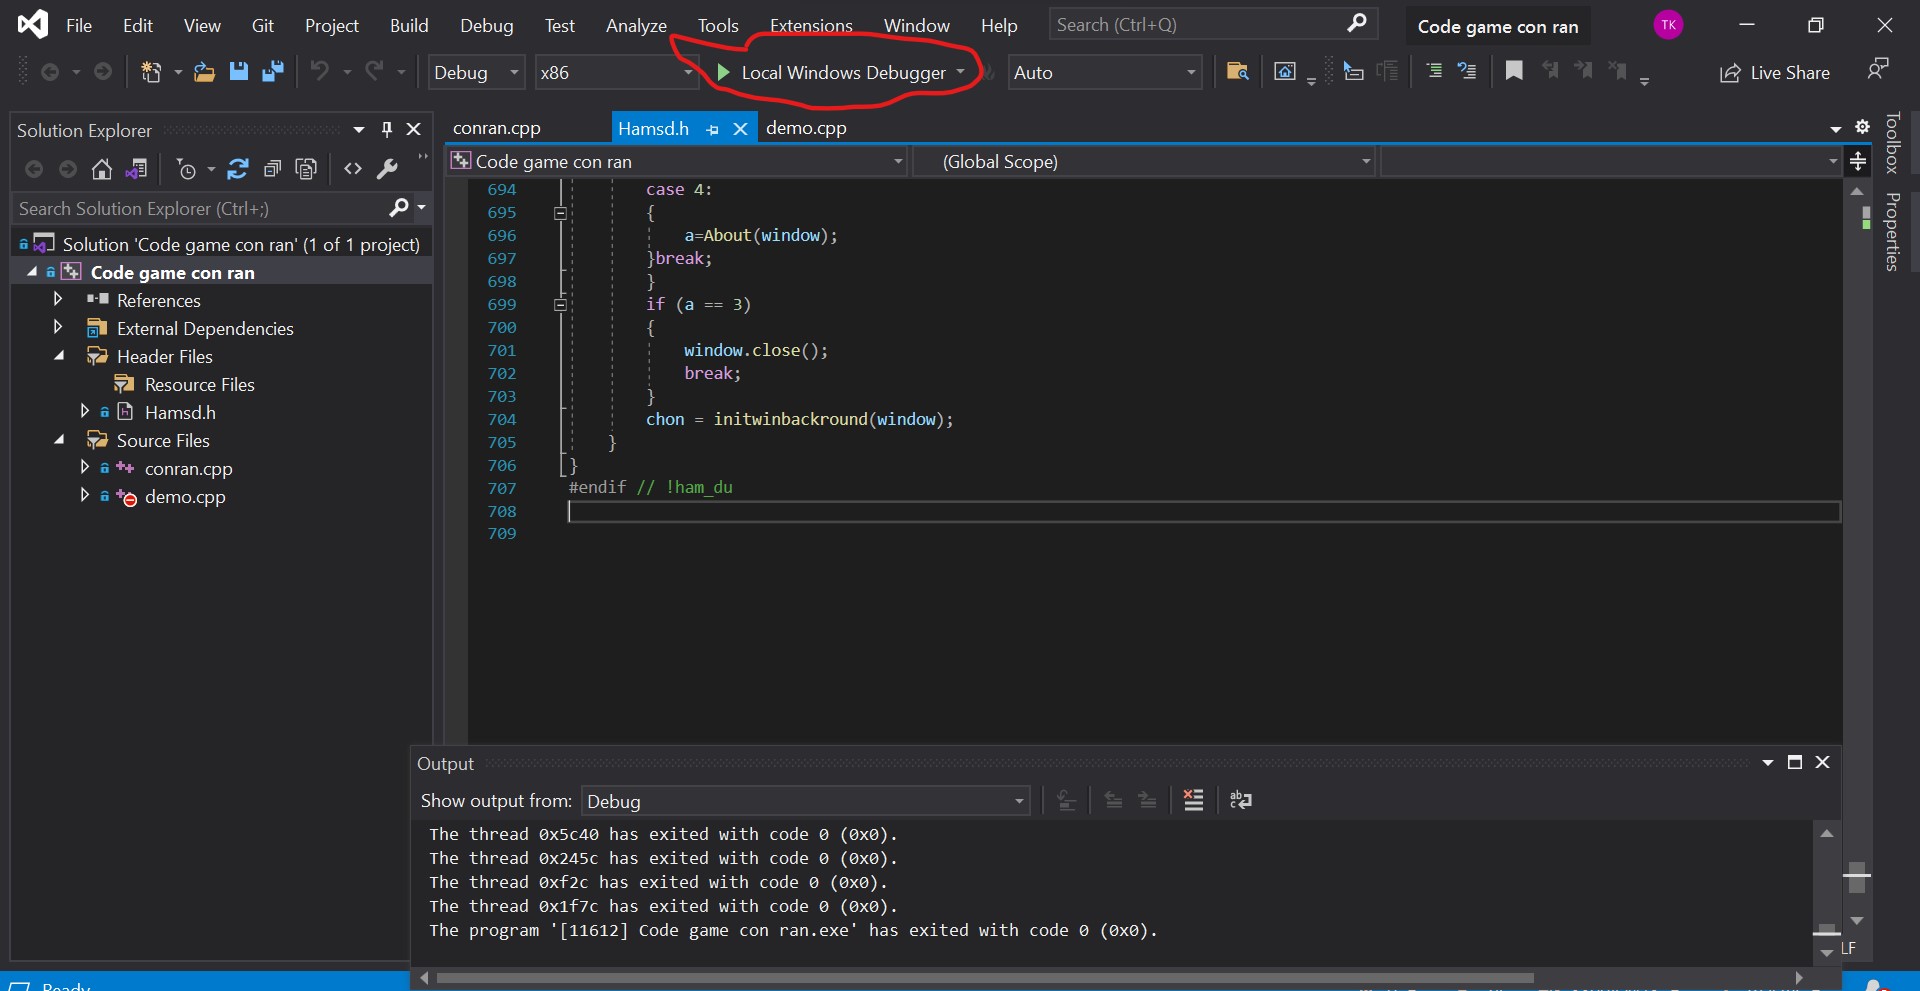 File Edit View Git Project Build Debug Test Analyze Tools Extensions Window Help Search (Ctrl+Q) Code game con ran TK
Debug x86 Local Windows Debugger Auto Live Share
Solution Explorer
Search Solution Explorer (Ctrl+;)
Solution 'Code game con ran' (1 of 1 project)
Code game con ran
References
External Dependencies
Header Files
Resource Files
Hamsd.h
Source Files
conran.cpp
demo.cpp
conran.cpp Hamsd.h demo.cpp
Code game con ran (Global Scope)
694 case 4:
695 {
696 a=About(window);
697 }break;
698 }
699 if (a == 3)
700 {
701 window.close();
702 break;
703 }
704 chon = initwinbackround(window);
705 }
706 }
707 #endif // !ham_du
708
709
Toolbox
Properties
Output
Show output from: Debug
The thread 0x5c40 has exited with code 0 (0x0).
The thread 0x245c has exited with code 0 (0x0).
The thread 0xf2c has exited with code 0 (0x0).
The thread 0x1f7c has exited with code 0 (0x0).
The program '[11612] Code game con ran.exe' has exited with code 0 (0x0).
LF
Ready